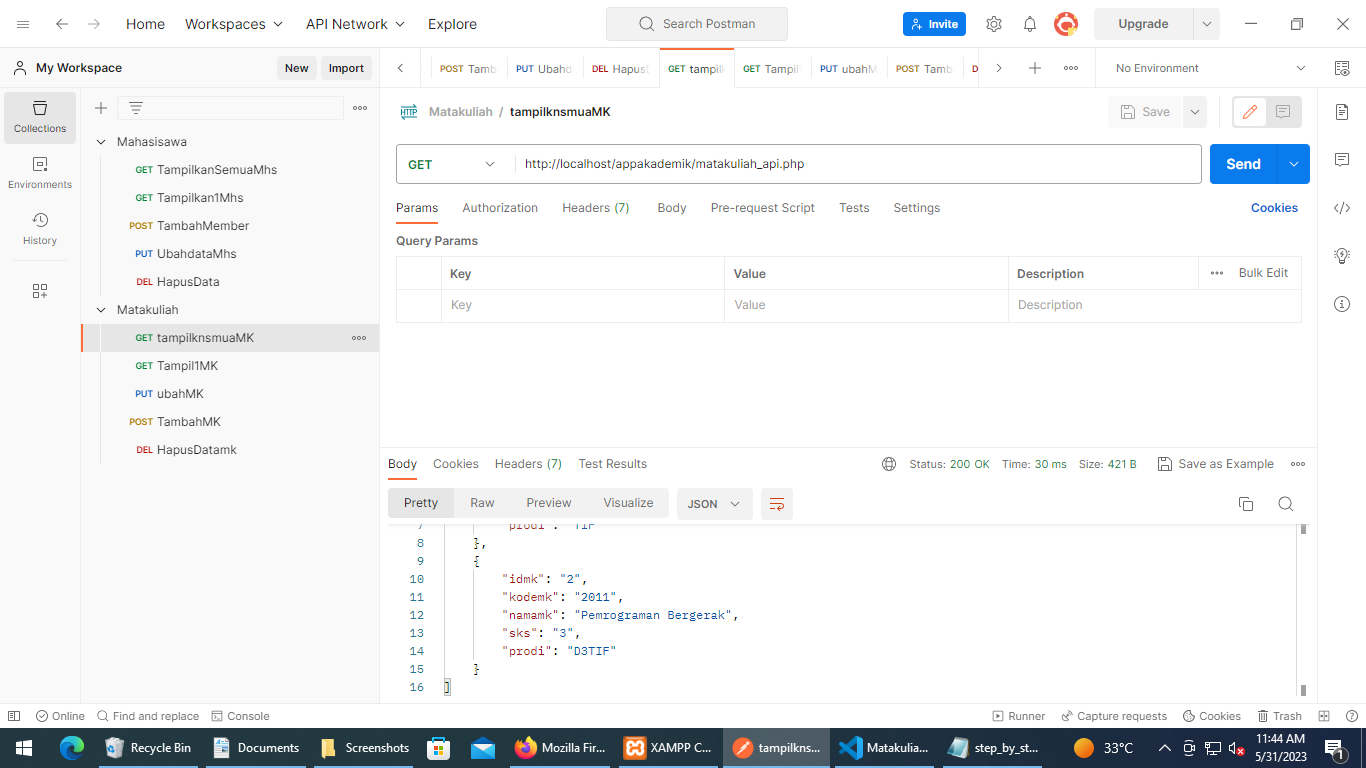 Home Workspaces API Network Explore Search Postman Invite Upgrade
My Workspace New Import
POST Tamb PUT Ubahd DEL Hapus GET tampil GET Tampil PUT ubahM POST Tamb D No Environment
Collections
Environments
History
Mahasisawa
GET TampilkanSemuaMhs
GET Tampilkan1Mhs
POST TambahMember
PUT UbahdataMhs
DEL HapusData
Matakuliah
GET tampilknsmuaMK
GET Tampil1MK
PUT ubahMK
POST TambahMK
DEL HapusDatamk
HTTP Matakuliah / tampilknsmuaMK Save
GET http://localhost/appakademik/matakuliah_api.php Send
Params Authorization Headers (7) Body Pre-request Script Tests Settings Cookies
Query Params
Key Value Description Bulk Edit
Key Value Description
Body Cookies Headers (7) Test Results Status: 200 OK Time: 30 ms Size: 421 B Save as Example
Pretty Raw Preview Visualize JSON
7 "prodi": "TIF"
8 },
9 {
10 "idmk": "2",
11 "kodemk": "2011",
12 "namamk": "Pemrograman Bergerak",
13 "sks": "3",
14 "prodi": "D3TIF"
15 }
16 ]
Online Find and replace Console Runner Capture requests Cookies Trash
Recycle Bin Documents Screenshots Mozilla Fir... XAMPP C... tampilkns... Matakulia... step_by_st... 33°C
11:44 AM
5/31/2023
1